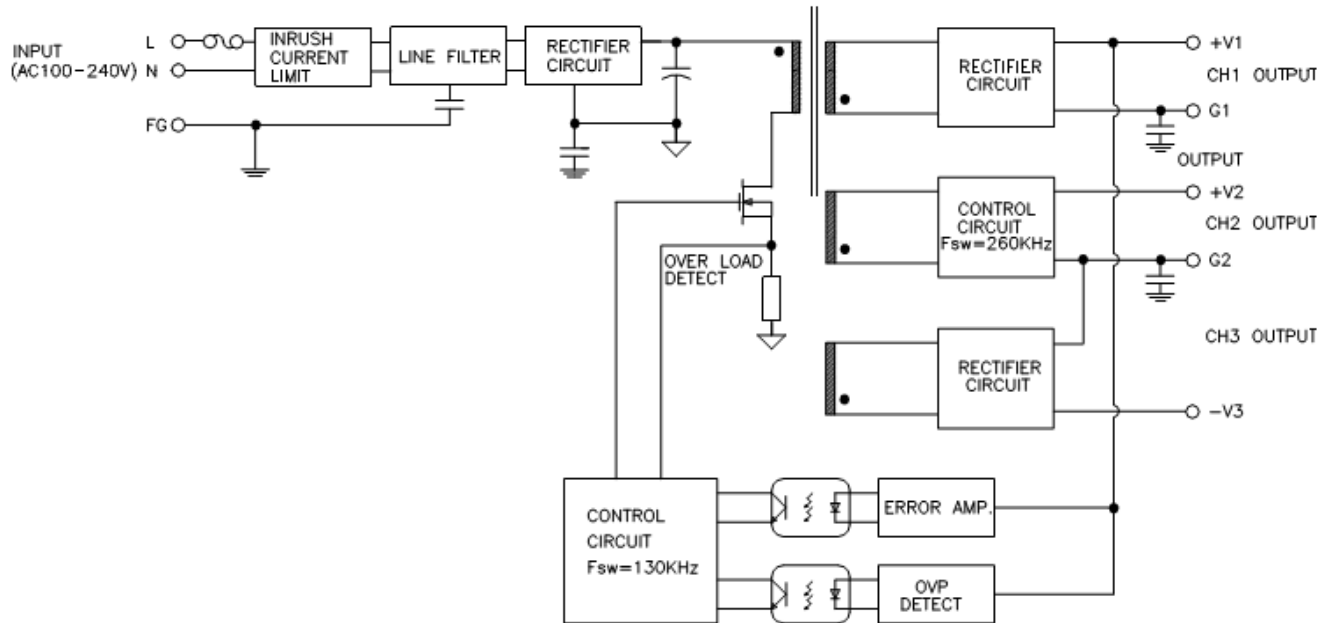 INPUT
(AC100-240V)
L
N
FG
INRUSH
CURRENT
LIMIT
LINE FILTER
RECTIFIER
CIRCUIT
RECTIFIER
CIRCUIT
+V1
CH1 OUTPUT
G1
OUTPUT
CONTROL
CIRCUIT
Fsw=260KHz
+V2
CH2 OUTPUT
G2
OVER LOAD
DETECT
RECTIFIER
CIRCUIT
CH3 OUTPUT
-V3
CONTROL
CIRCUIT
Fsw=130KHz
ERROR AMP.
OVP
DETECT